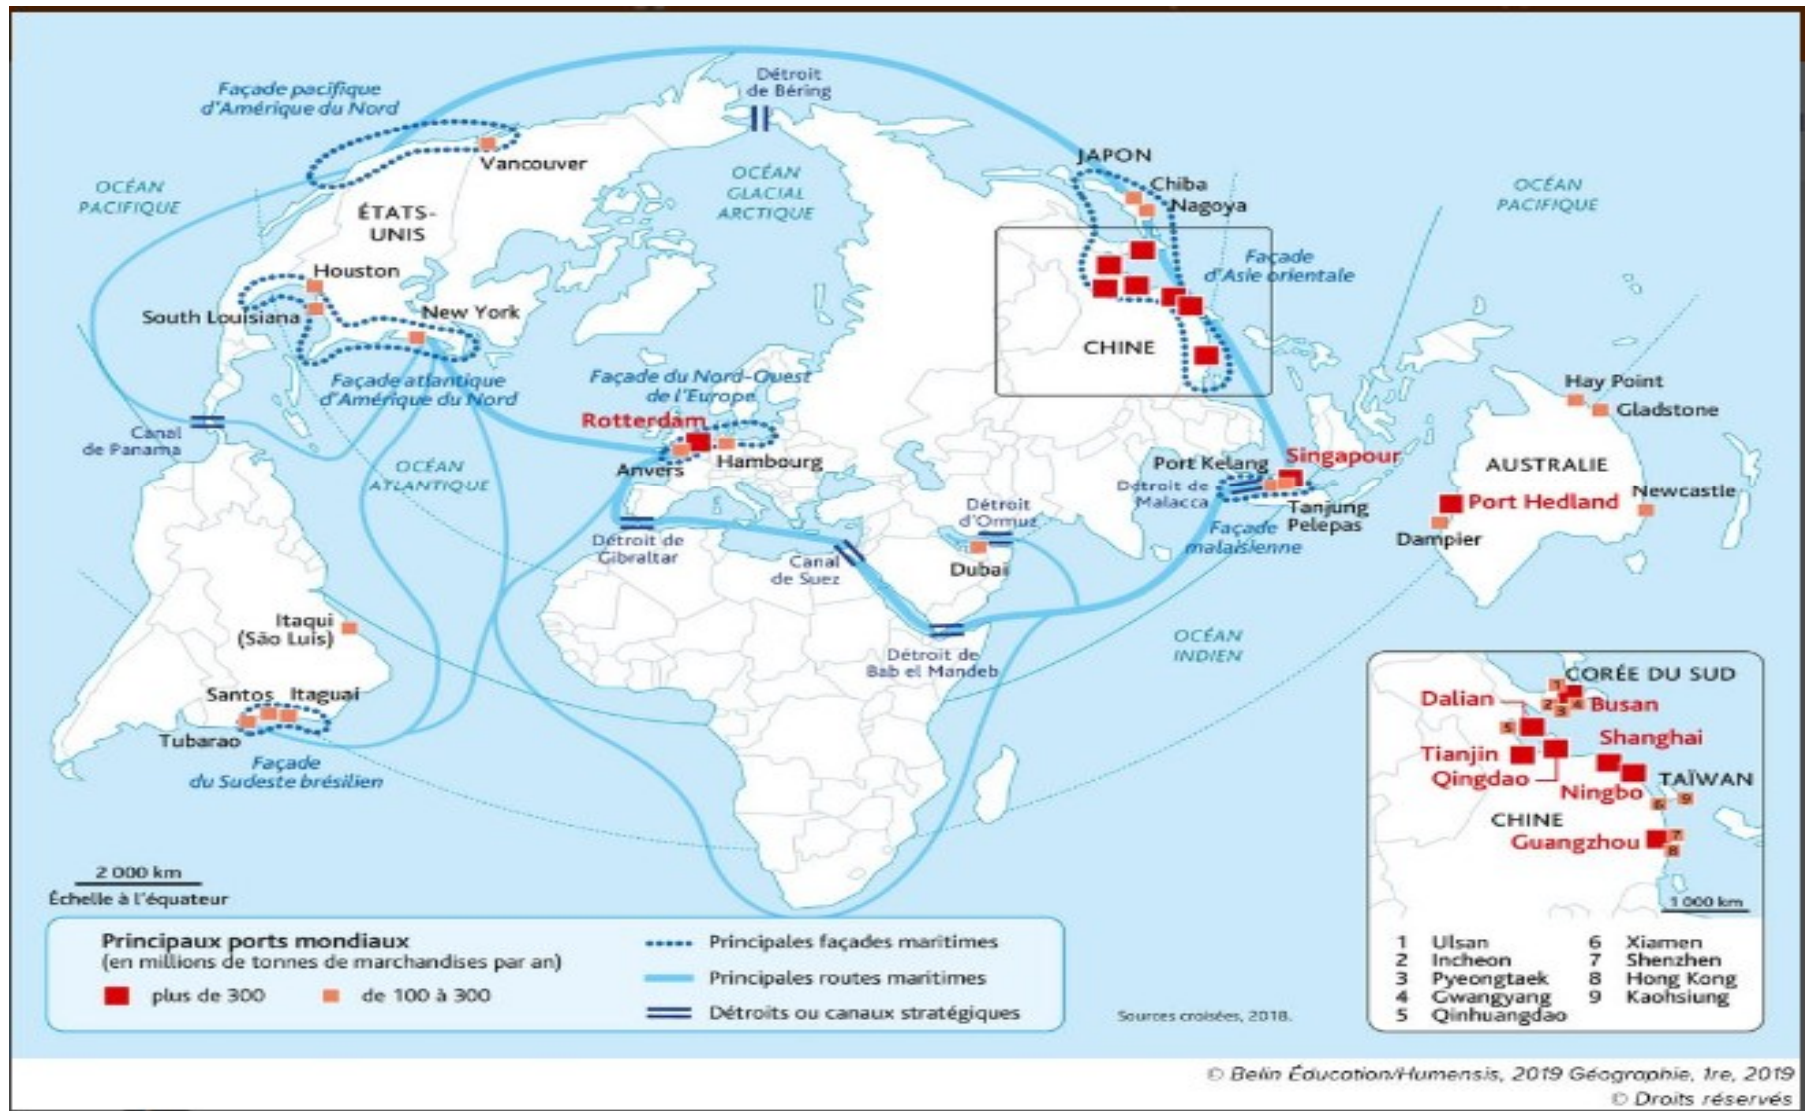 Façade pacifique
d'Amérique du Nord
Détroit
de Béring
Vancouver
OCÉAN
PACIFIQUE
ÉTATS-
UNIS
OCÉAN
GLACIAL
ARCTIQUE
JAPON
Chiba
Nagoya
OCÉAN
PACIFIQUE
Façade
d'Asie orientale
Houston
South Louisiana
New York
CHINE
Façade atlantique
d'Amérique du Nord
Façade du Nord-Ouest
de l'Europe
Rotterdam
Anvers
Hambourg
Canal
de Panama
OCÉAN
ATLANTIQUE
Hay Point
Gladstone
Port Kelang
Singapour
Détroit de
Malacca
Tanjung
Pelepas
Façade
malaisienne
AUSTRALIE
Port Hedland
Newcastle
Dampier
Détroit
d'Ormuz
Dubaï
Détroit de
Gibraltar
Canal
de Suez
Détroit de
Bab el Mandeb
OCÉAN
INDIEN
Itaqui
(São Luís)
Santos
Itaguai
Tubarao
Façade
du Sudeste brésilien
CORÉE DU SUD
1
2
3
4
Dalian
Busan
5
Tianjin
Shanghai
Qingdao
Ningbo
TAÏWAN
6
9
CHINE
Guangzhou
7
8
1 000 km
1 Ulsan
2 Incheon
3 Pyeongtaek
4 Gwangyang
5 Qinhuangdao
6 Xiamen
7 Shenzhen
8 Hong Kong
9 Kaohsiung
2 000 km
Échelle à l'équateur
Principaux ports mondiaux
(en millions de tonnes de marchandises par an)
plus de 300
de 100 à 300
Principales façades maritimes
Principales routes maritimes
Détroits ou canaux stratégiques
Sources croisées, 2018.
© Belin Éducation/Humensis, 2019 Géographie, 1re, 2019
© Droits réservés